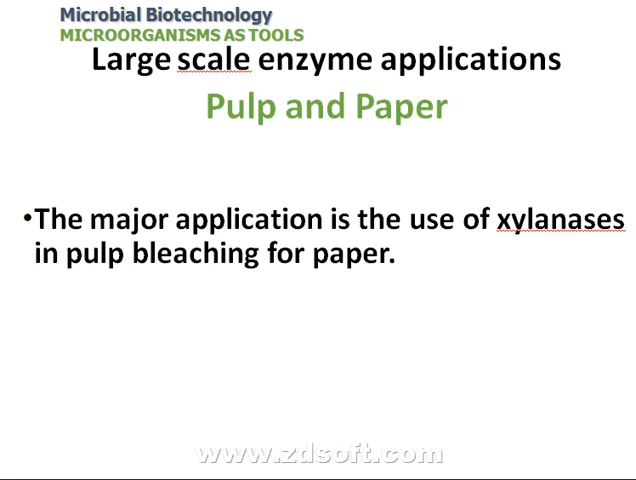 Microbial Biotechnology
MICROORGANISMS AS TOOLS
Large scale enzyme applications
Pulp and Paper
•The major application is the use of xylanases
in pulp bleaching for paper.
www.zdsoft.com